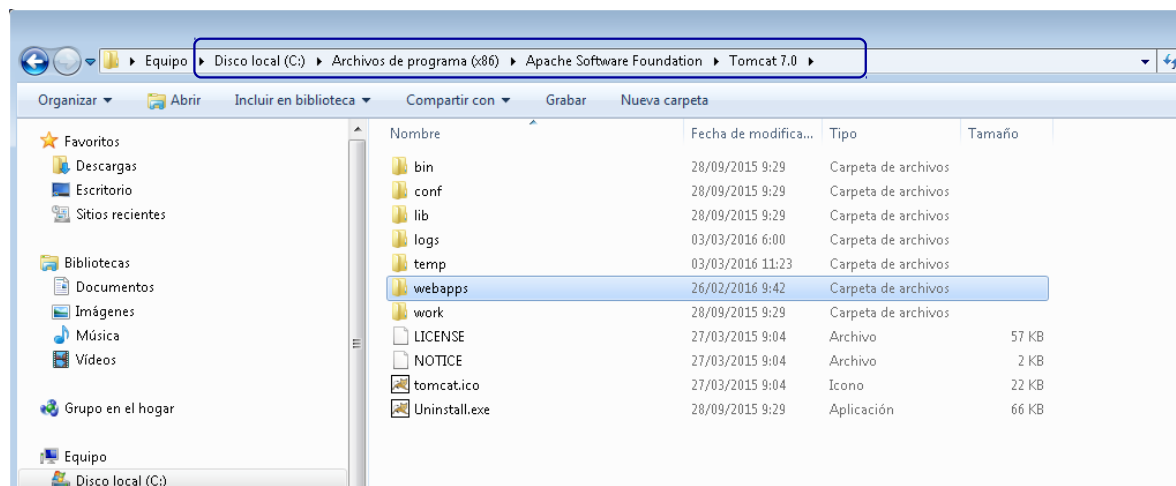 Equipo Disco local (C:) Archivos de programa (x86) Apache Software Foundation Tomcat 7.0
Organizar Abrir Incluir en biblioteca Compartir con Grabar Nueva carpeta
Favoritos
Descargas
Escritorio
Sitios recientes
Bibliotecas
Documentos
Imágenes
Música
Vídeos
Grupo en el hogar
Equipo
Disco local (C:)
Nombre Fecha de modifica... Tipo Tamaño
bin 28/09/2015 9:29 Carpeta de archivos
conf 28/09/2015 9:29 Carpeta de archivos
lib 28/09/2015 9:29 Carpeta de archivos
logs 03/03/2016 6:00 Carpeta de archivos
temp 03/03/2016 11:23 Carpeta de archivos
webapps 26/02/2016 9:42 Carpeta de archivos
work 28/09/2015 9:29 Carpeta de archivos
LICENSE 27/03/2015 9:04 Archivo 57 KB
NOTICE 27/03/2015 9:04 Archivo 2 KB
tomcat.ico 27/03/2015 9:04 Icono 22 KB
Uninstall.exe 28/09/2015 9:29 Aplicación 66 KB